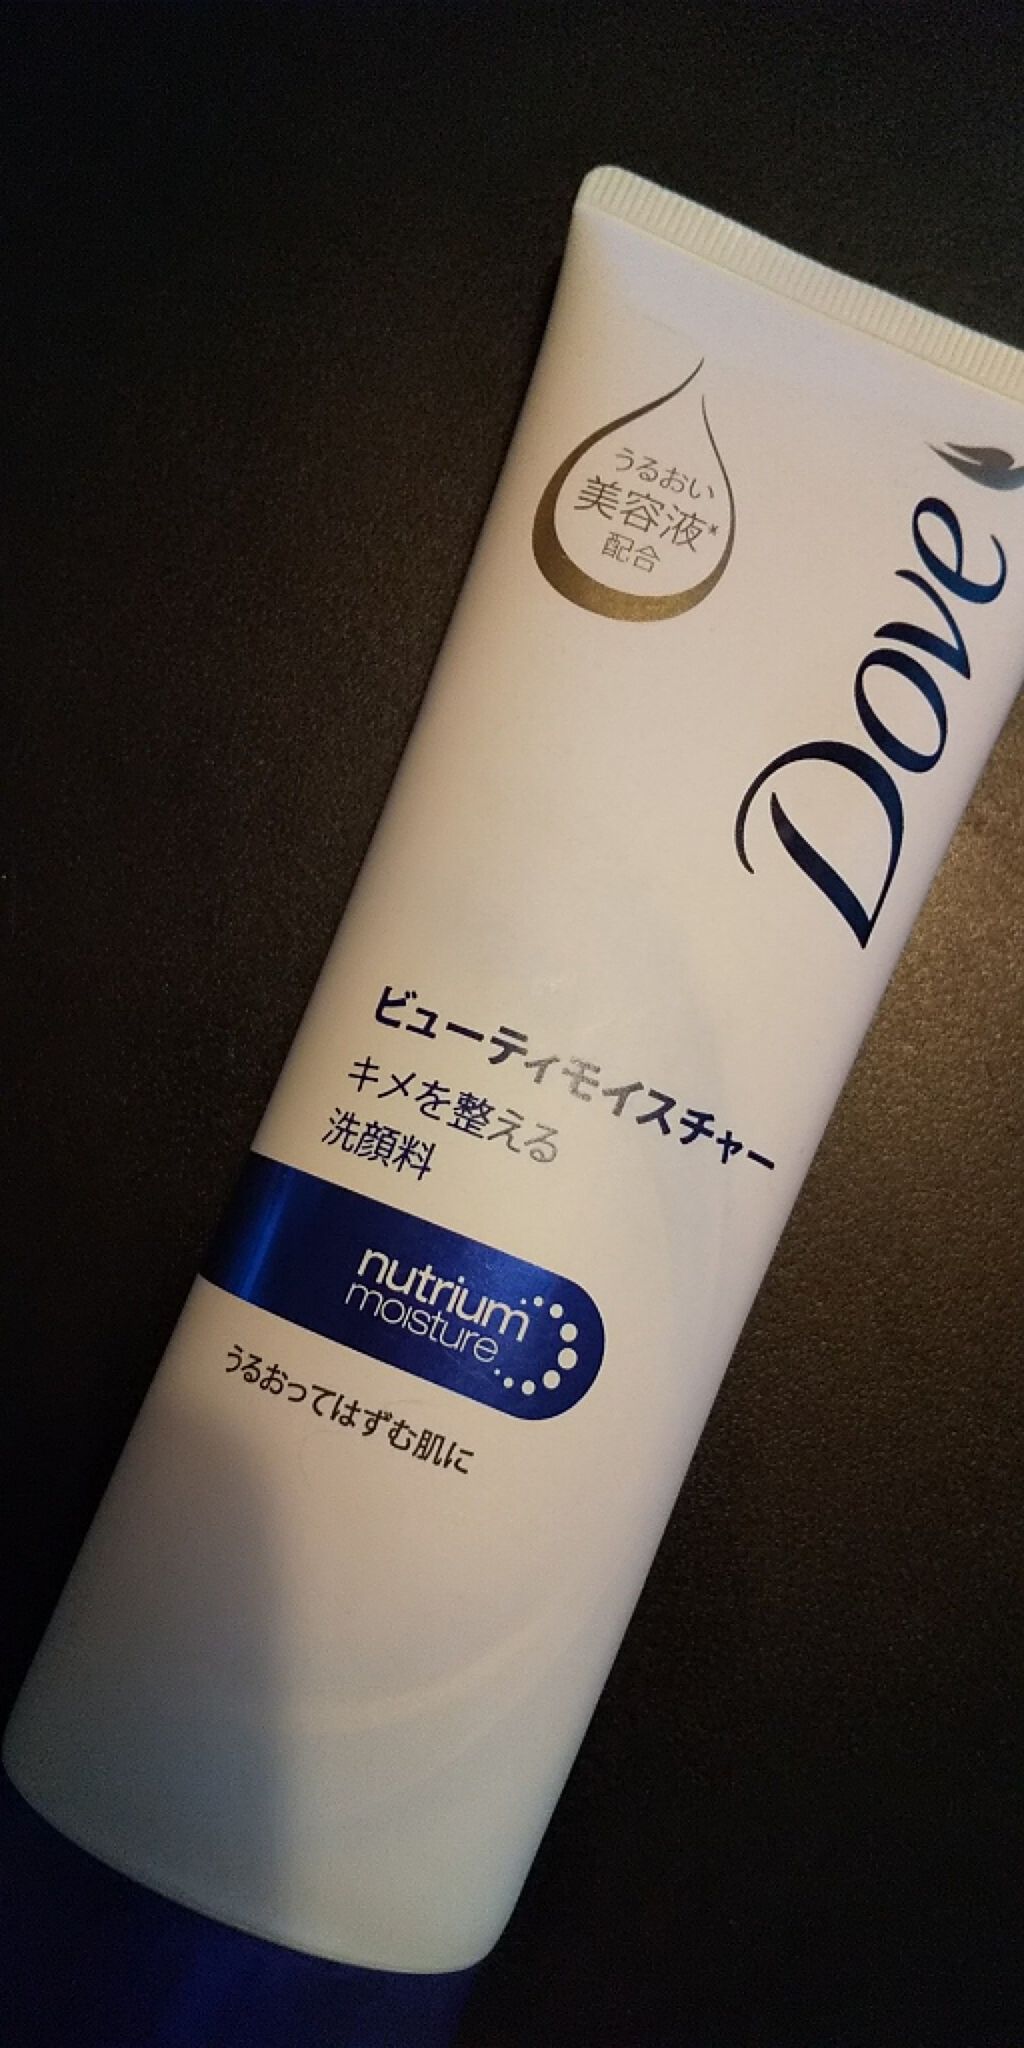 うるおい
美容液*
配合
Dove
ビューティモイスチャー
キメを整える
洗顔料
nutrium
moisture
うるおってはずむ肌に